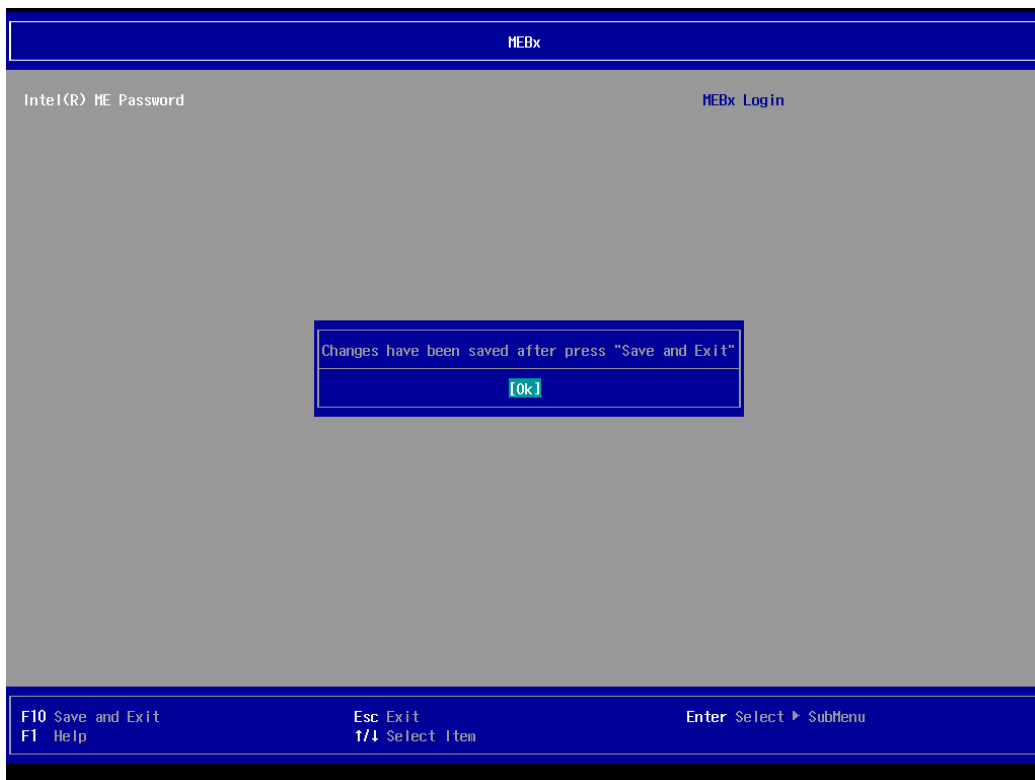 MEBx
Intel(R) ME Password
MEBx Login
Changes have been saved after press "Save and Exit"
[Ok]
F10 Save and Exit
Esc Exit
Enter Select ▶ SubMenu
F1 Help
↑/↓ Select Item